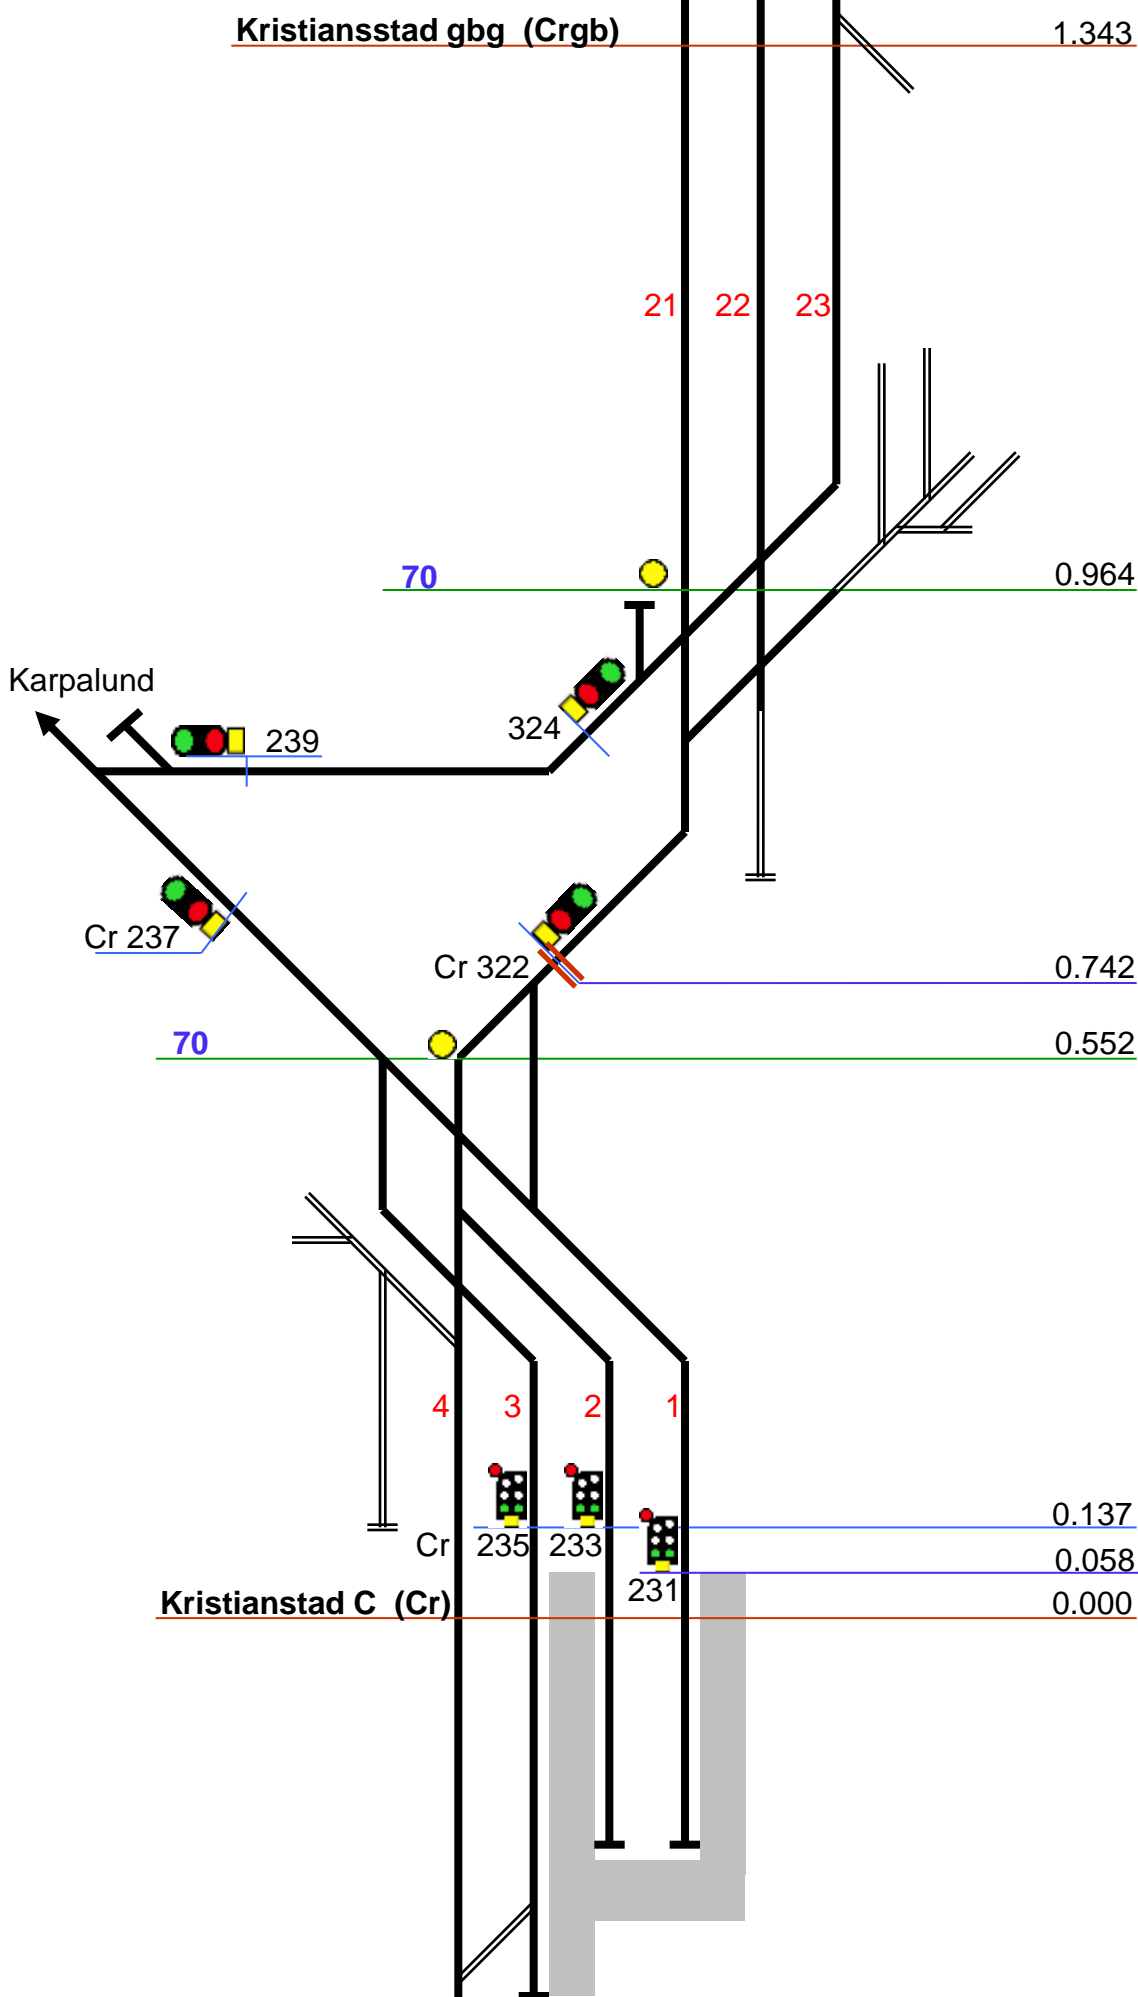 Kristiansstad gbg (Crgb) 1.343
21 22 23
70 0.964
Karpalund
324
239
Cr 237
Cr 322 0.742
70 0.552
4 3 2 1
0.137
Cr 235 233
0.058
231
Kristianstad C (Cr) 0.000